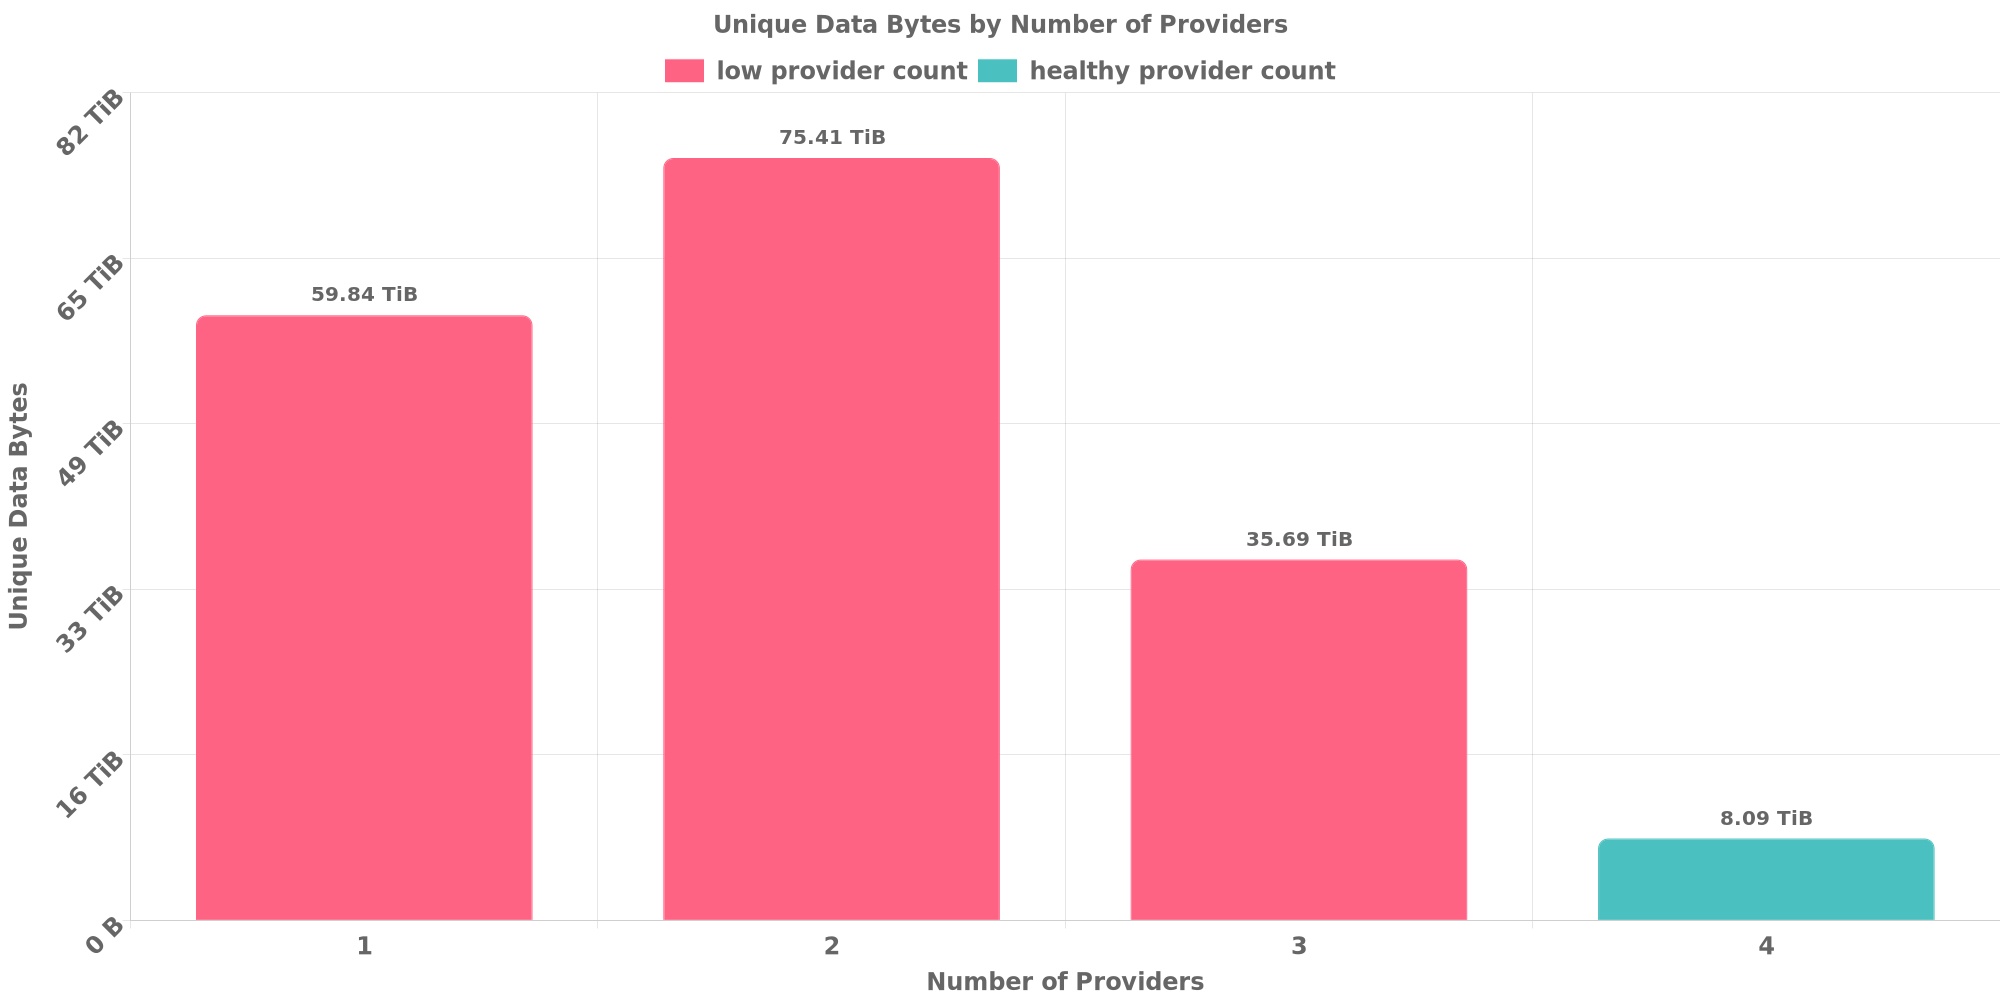 Unique Data Bytes by Number of Providers
low provider count
healthy provider count
82 TiB
65 TiB
49 TiB
33 TiB
16 TiB
0 B
Unique Data Bytes
59.84 TiB
75.41 TiB
35.69 TiB
8.09 TiB
1
2
3
4
Number of Providers